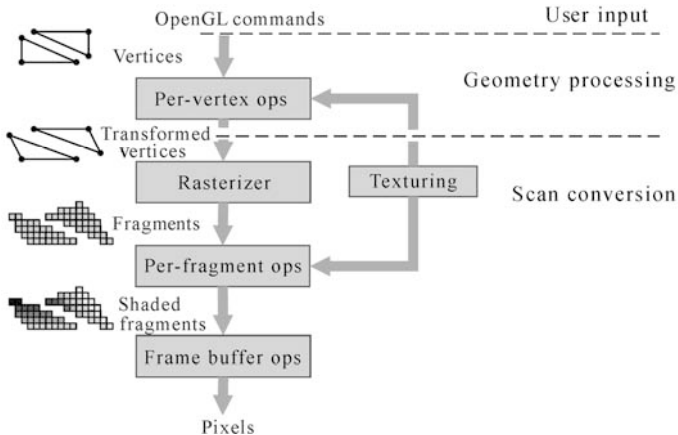 OpenGL commands
User input
Vertices
Geometry processing
Per-vertex ops
Transformed
vertices
Rasterizer
Texturing
Scan conversion
Fragments
Per-fragment ops
Shaded
fragments
Frame buffer ops
Pixels